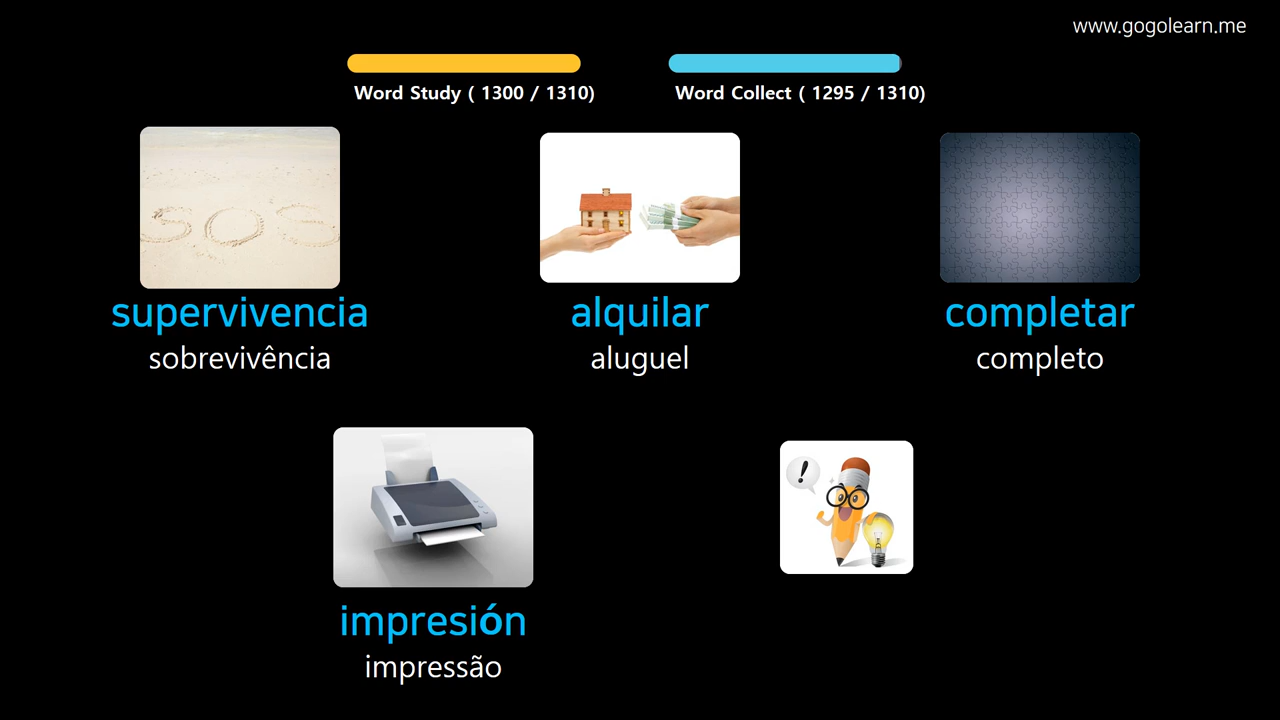 www.gogolearn.me
Word Study ( 1300 / 1310)
Word Collect ( 1295 / 1310)
SOS
supervivencia
sobrevivência
alquilar
aluguel
completar
completo
!
impresión
impressão